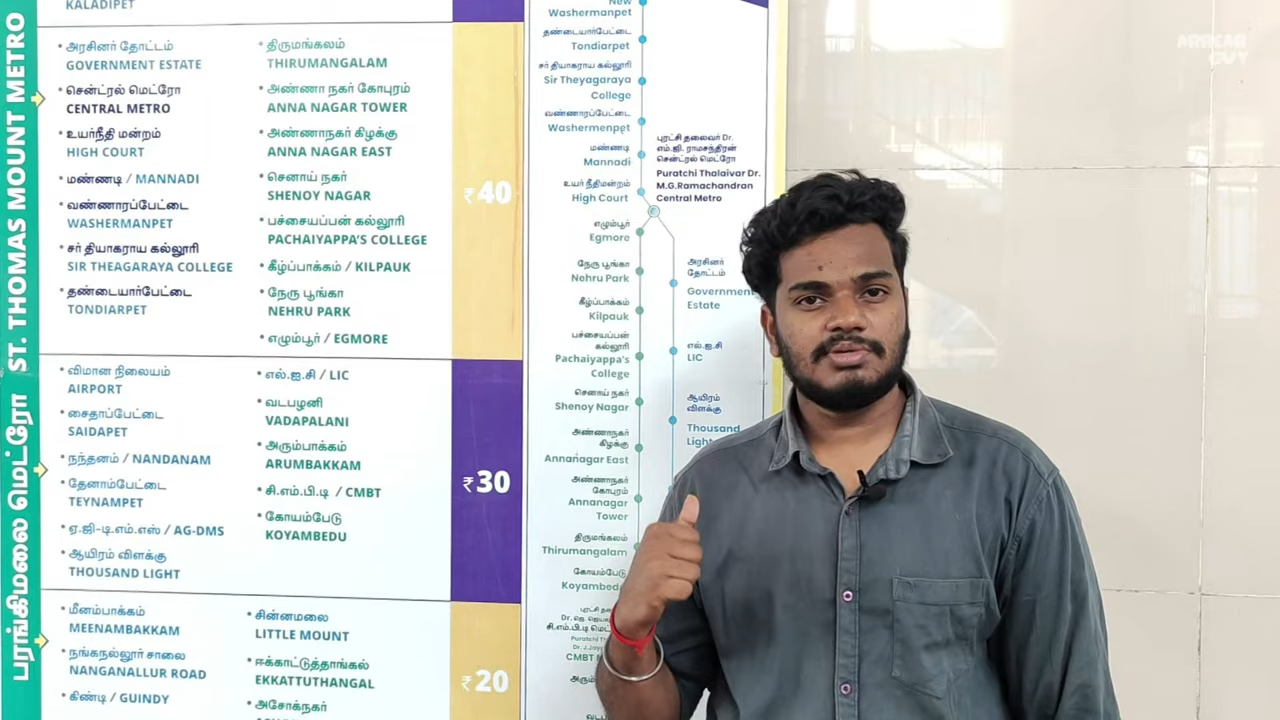 பரங்கிமலை மெட்ரோ ST. THOMAS MOUNT METRO
KALADIPET
• அரசினர் தோட்டம்
GOVERNMENT ESTATE
• சென்ட்ரல் மெட்ரோ
CENTRAL METRO
• உயர்நீதி மன்றம்
HIGH COURT
• மண்ணடி / MANNADI
• வண்ணாரப்பேட்டை
WASHERMANPET
• சர் தியாகராய கல்லூரி
SIR THEAGARAYA COLLEGE
• தண்டையார்பேட்டை
TONDIARPET
• திருமங்கலம்
THIRUMANGALAM
• அண்ணா நகர் கோபுரம்
ANNA NAGAR TOWER
• அண்ணாநகர் கிழக்கு
ANNA NAGAR EAST
• செனாய் நகர்
SHENOY NAGAR
• பச்சையப்பன் கல்லூரி
PACHAIYAPPA'S COLLEGE
• கீழ்ப்பாக்கம் / KILPAUK
• நேரு பூங்கா
NEHRU PARK
• எழும்பூர் / EGMORE
₹40
• விமான நிலையம்
AIRPORT
• சைதாப்பேட்டை
SAIDAPET
• நந்தனம் / NANDANAM
• தேனாம்பேட்டை
TEYNAMPET
• ஏ.ஜி-டி.எம்.எஸ் / AG-DMS
• ஆயிரம் விளக்கு
THOUSAND LIGHT
• எல்.ஐ.சி / LIC
• வடபழனி
VADAPALANI
• அரும்பாக்கம்
ARUMBAKKAM
• சி.எம்.பி.டி / CMBT
• கோயம்பேடு
KOYAMBEDU
₹30
• மீனம்பாக்கம்
MEENAMBAKKAM
• நங்கநல்லூர் சாலை
NANGANALLUR ROAD
• கிண்டி / GUINDY
• சின்னமலை
LITTLE MOUNT
• ஈக்காட்டுத்தாங்கல்
EKKATTUTHANGAL
• அசோக்நகர்
₹20
New
Washermanpet
தண்டையார்பேட்டை
Tondiarpet
சர் தியாகராய கல்லூரி
Sir Theyagaraya
College
வண்ணாரப்பேட்டை
Washermenpet
மண்ணடி
Mannadi
உயர் நீதிமன்றம்
High Court
புரட்சி தலைவர் Dr.
எம்.ஜி. ராமசந்திரன்
சென்ட்ரல் மெட்ரோ
Puratchi Thalaivar Dr.
M.G.Ramachandran
Central Metro
எழும்பூர்
Egmore
நேரு பூங்கா
Nehru Park
கீழ்ப்பாக்கம்
Kilpauk
பச்சையப்பன்
கல்லூரி
Pachaiyappa's
College
செனாய் நகர்
Shenoy Nagar
அண்ணாநகர்
கிழக்கு
Annanagar East
அண்ணாநகர்
கோபுரம்
Annanagar
Tower
திருமங்கலம்
Thirumangalam
கோயம்பேடு
Koyambedu
Dr.
சி.எம்.பி.டி
Puratchi
Dr.
CMBT
அரசினர்
தோட்டம்
Government
Estate
எல்.ஐ.சி
LIC
ஆயிரம்
விளக்கு
Thousand
Light
GUY